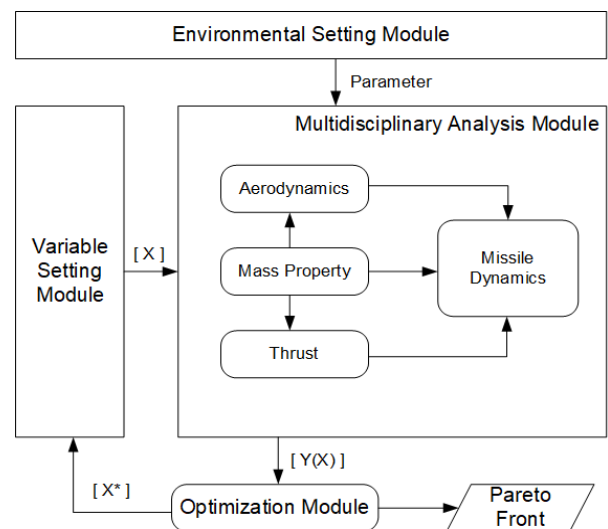 Environmental Setting Module
Parameter
Multidisciplinary Analysis Module
Aerodynamics
Variable
Setting
Module
[ X ]
Mass Property
Missile
Dynamics
Thrust
[ Y(X) ]
[ X* ]
Optimization Module
Pareto
Front